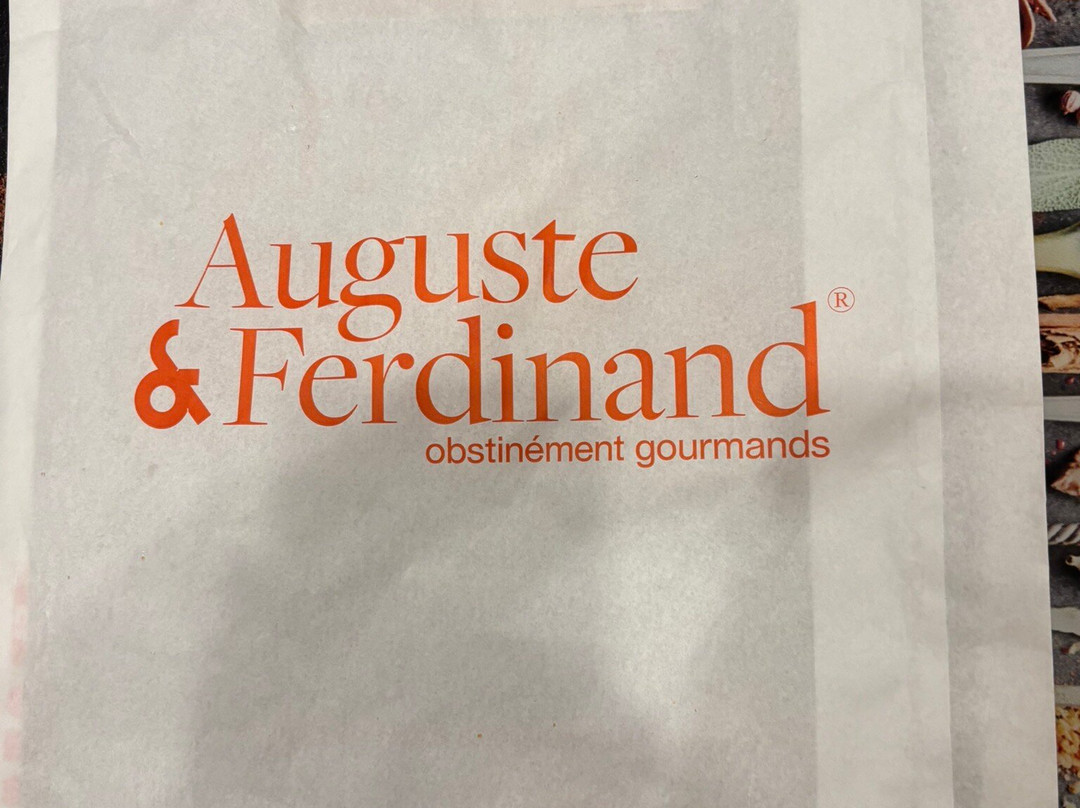 Auguste
& Ferdinand®
obstinément gourmands